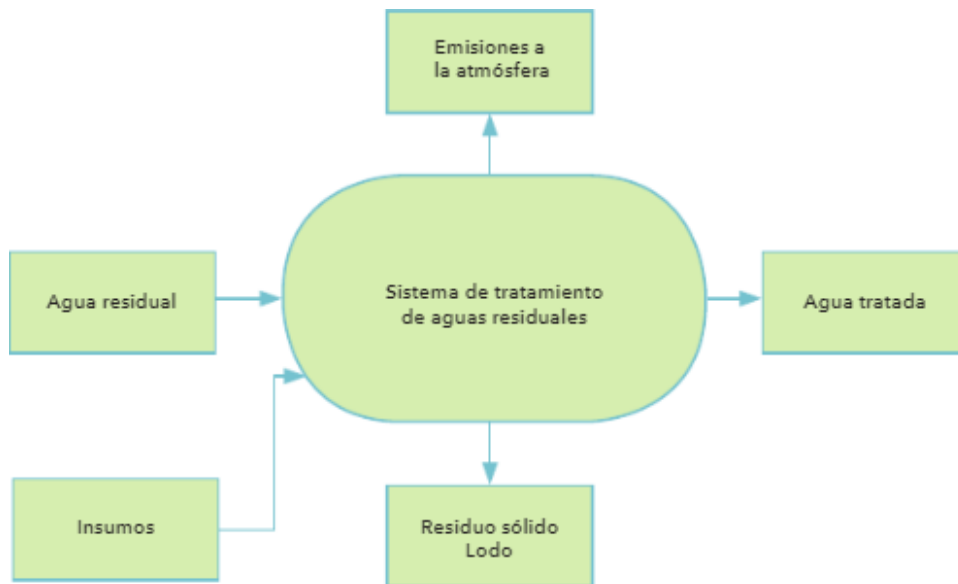 Emisiones a
la atmósfera
Agua residual
Sistema de tratamiento
de aguas residuales
Agua tratada
Insumos
Residuo sólido
Lodo